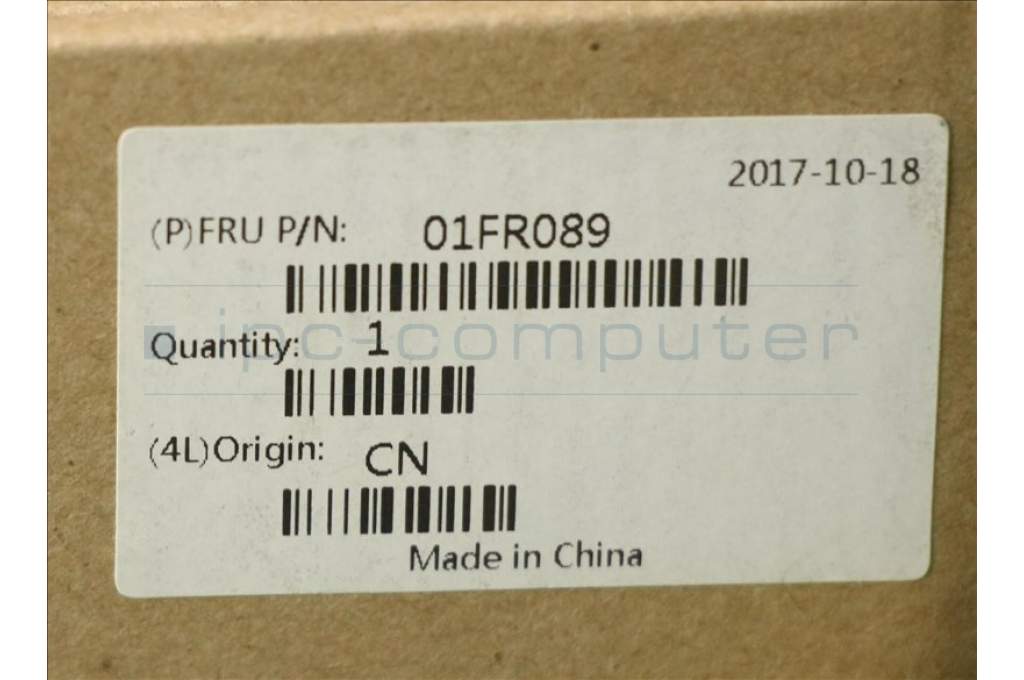 2017-10-18
(P)FRU P/N: 01FR089
ipc-computer
Quantity: 1
(4L)Origin: CN
Made in China